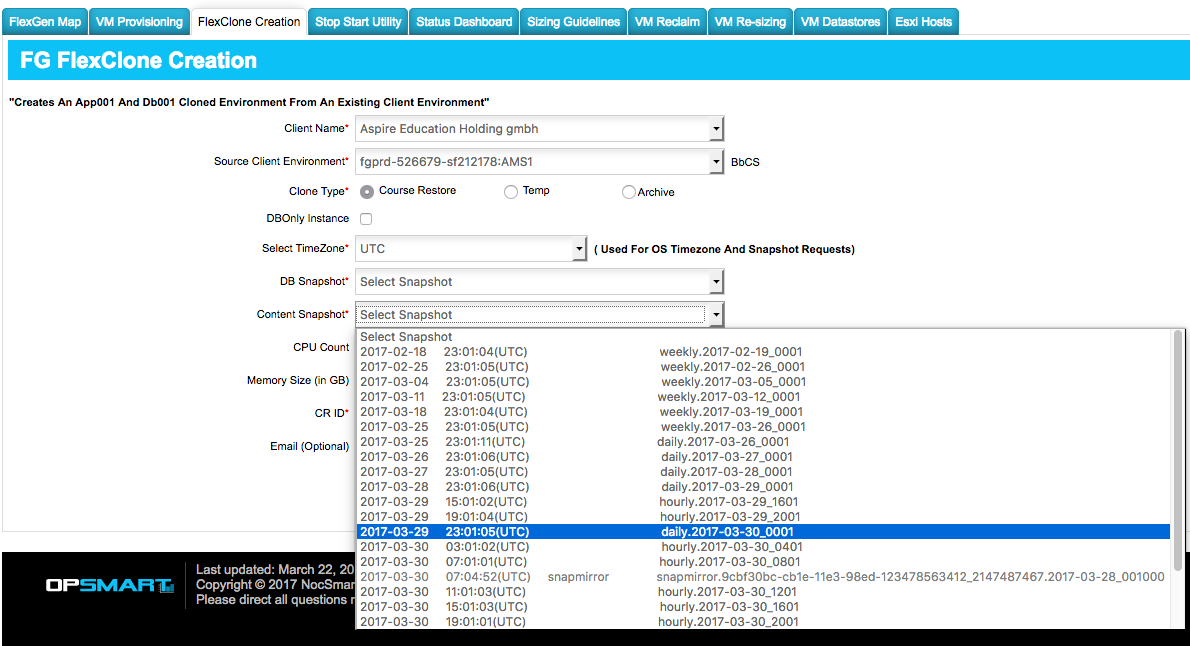 FlexGen Map VM Provisioning FlexClone Creation Stop Start Utility Status Dashboard Sizing Guidelines VM Reclaim VM Re-sizing VM Datastores Esxi Hosts
FG FlexClone Creation
"Creates An App001 And Db001 Cloned Environment From An Existing Client Environment"
Client Name* Aspire Education Holding gmbh
Source Client Environment* fgprd-526679-sf212178:AMS1 BbCS
Clone Type* Course Restore Temp Archive
DBOnly Instance
Select TimeZone* UTC ( Used For OS Timezone And Snapshot Requests)
DB Snapshot* Select Snapshot
Content Snapshot* Select Snapshot
CPU Count
Memory Size (in GB)
CR ID*
Email (Optional)
Select Snapshot
2017-02-18 23:01:04(UTC) weekly.2017-02-19_0001
2017-02-25 23:01:05(UTC) weekly.2017-02-26_0001
2017-03-04 23:01:05(UTC) weekly.2017-03-05_0001
2017-03-11 23:01:05(UTC) weekly.2017-03-12_0001
2017-03-18 23:01:04(UTC) weekly.2017-03-19_0001
2017-03-25 23:01:05(UTC) weekly.2017-03-26_0001
2017-03-25 23:01:11(UTC) daily.2017-03-26_0001
2017-03-26 23:01:06(UTC) daily.2017-03-27_0001
2017-03-27 23:01:05(UTC) daily.2017-03-28_0001
2017-03-28 23:01:06(UTC) daily.2017-03-29_0001
2017-03-29 15:01:02(UTC) hourly.2017-03-29_1601
2017-03-29 19:01:04(UTC) hourly.2017-03-29_2001
2017-03-29 23:01:05(UTC) daily.2017-03-30_0001
2017-03-30 03:01:02(UTC) hourly.2017-03-30_0401
2017-03-30 07:01:01(UTC) hourly.2017-03-30_0801
2017-03-30 07:04:52(UTC) snapmirror snapmirror.9cbf30bc-cb1e-11e3-98ed-123478563412_2147487467.2017-03-28_001000
2017-03-30 11:01:03(UTC) hourly.2017-03-30_1201
2017-03-30 15:01:03(UTC) hourly.2017-03-30_1601
2017-03-30 19:01:01(UTC) hourly.2017-03-30_2001
OPSMART
Last updated: March 22, 20
Copyright © 2017 NocSmar
Please direct all questions r